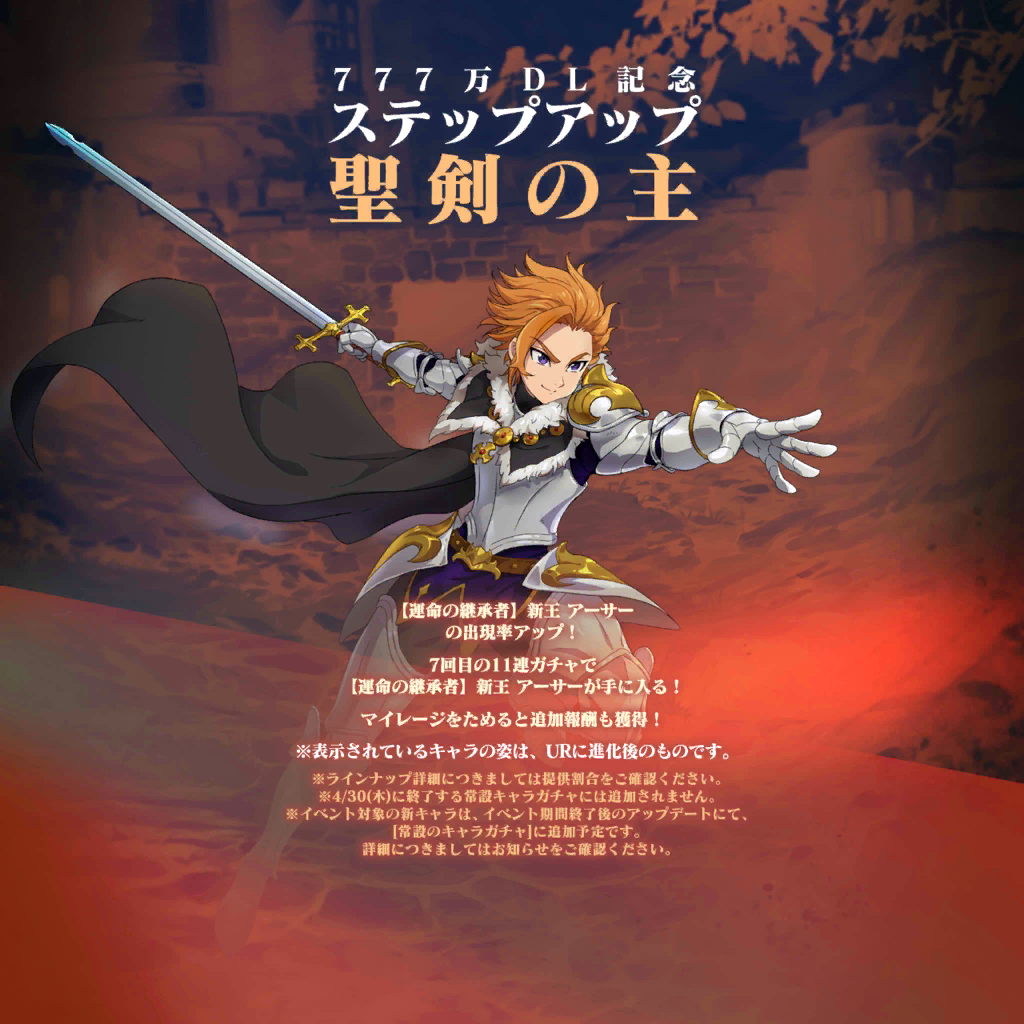 777万DL記念
ステップアップ
聖剣の主
【運命の継承者】新王 アーサー
の出現率アップ！
7回目の11連ガチャで
【運命の継承者】新王 アーサーが手に入る！
マイレージをためると追加報酬も獲得！
※表示されているキャラの姿は、URに進化後のものです。
※ラインナップ詳細につきましては提供割合をご確認ください。
※4/30(木)に終了する常設キャラガチャには追加されません。
※イベント対象の新キャラは、イベント期間終了後のアップデートにて、
[常設のキャラガチャ]に追加予定です。
詳細につきましてはお知らせをご確認ください。